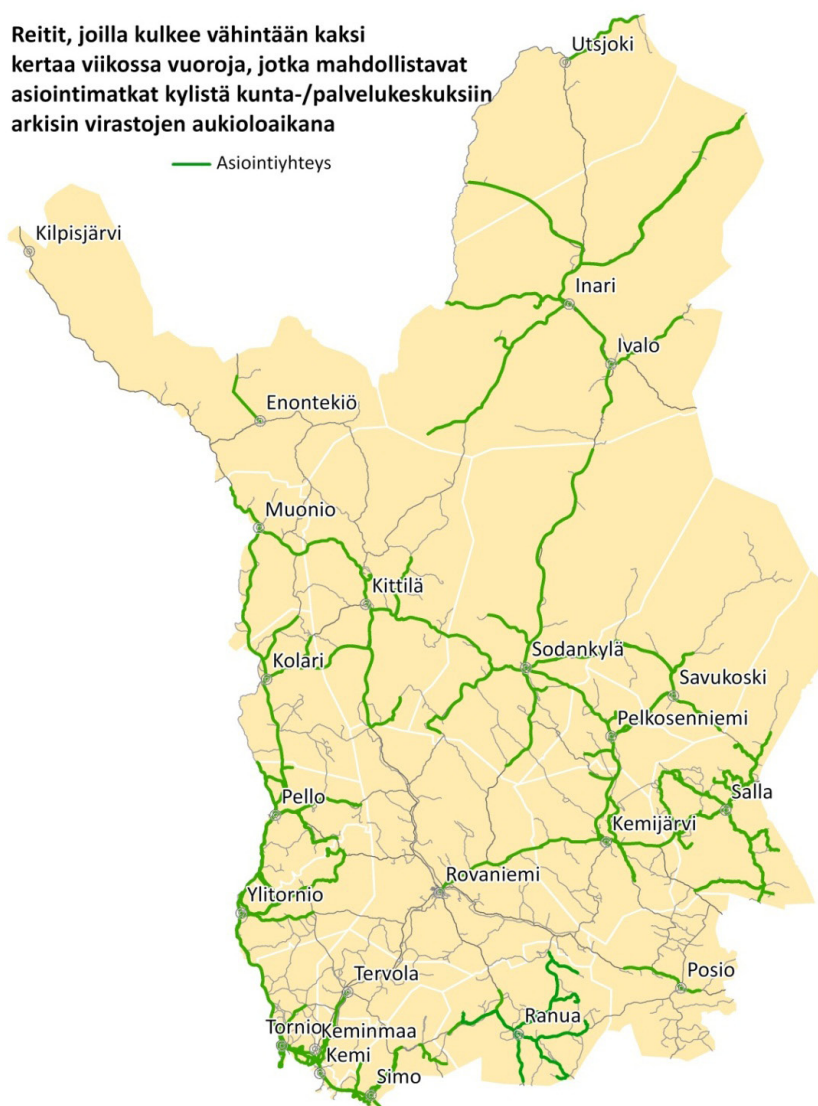 Reitit, joilla kulkee vähintään kaksi
kertaa viikossa vuoroja, jotka mahdollistavat
asiointimatkat kylistä kunta-/palvelukeskuksiin
arkisin virastojen aukioloaikana
Asiointiyhteys
Utsjoki
Kilpisjärvi
Inari
Ivalo
Enontekiö
Muonio
Kittilä
Sodankylä
Kolari
Savukoski
Pelkosenniemi
Pello
Salla
Kemijärvi
Rovaniemi
Ylitornio
Tervola
Posio
Ranua
Tornio
Keminmaa
Kemi
Simo